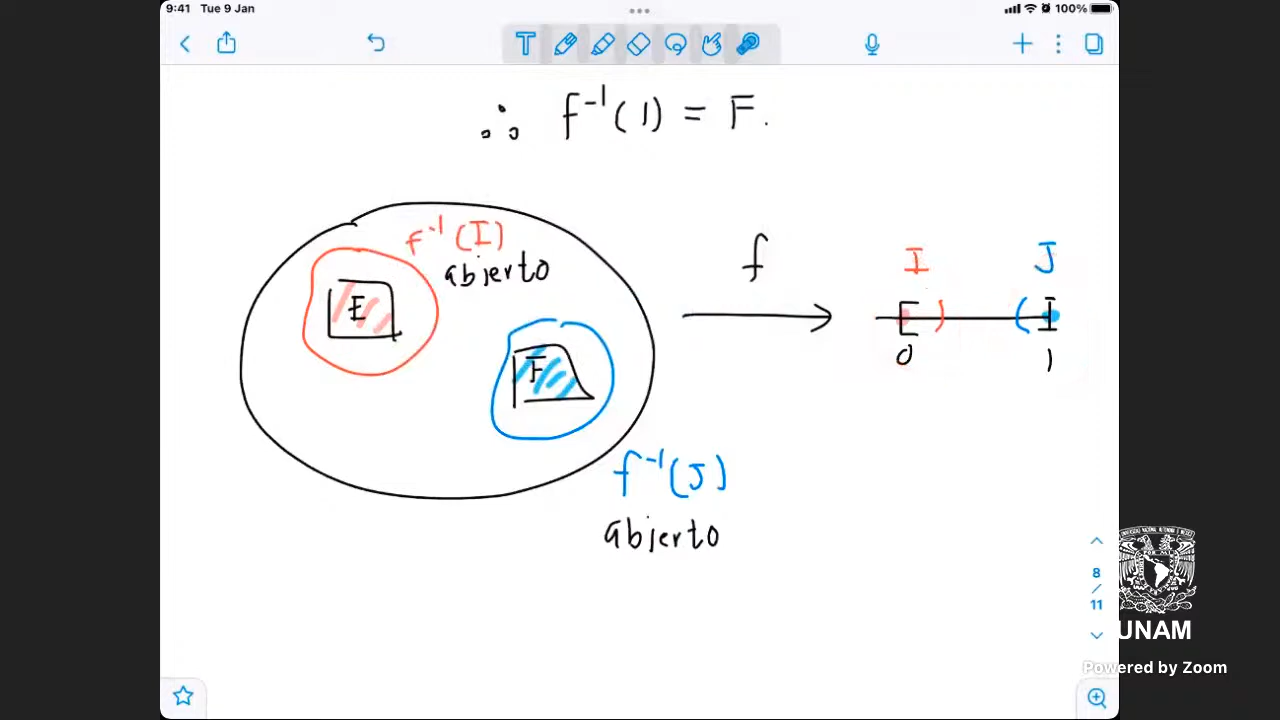 9:41 Tue 9 Jan
100%
T
∴ f⁻¹(1) = F.
f⁻¹(I)
abierto
E
F
f
I J
0 1
f⁻¹(J)
abierto
8
/
11
UNAM
Powered by Zoom